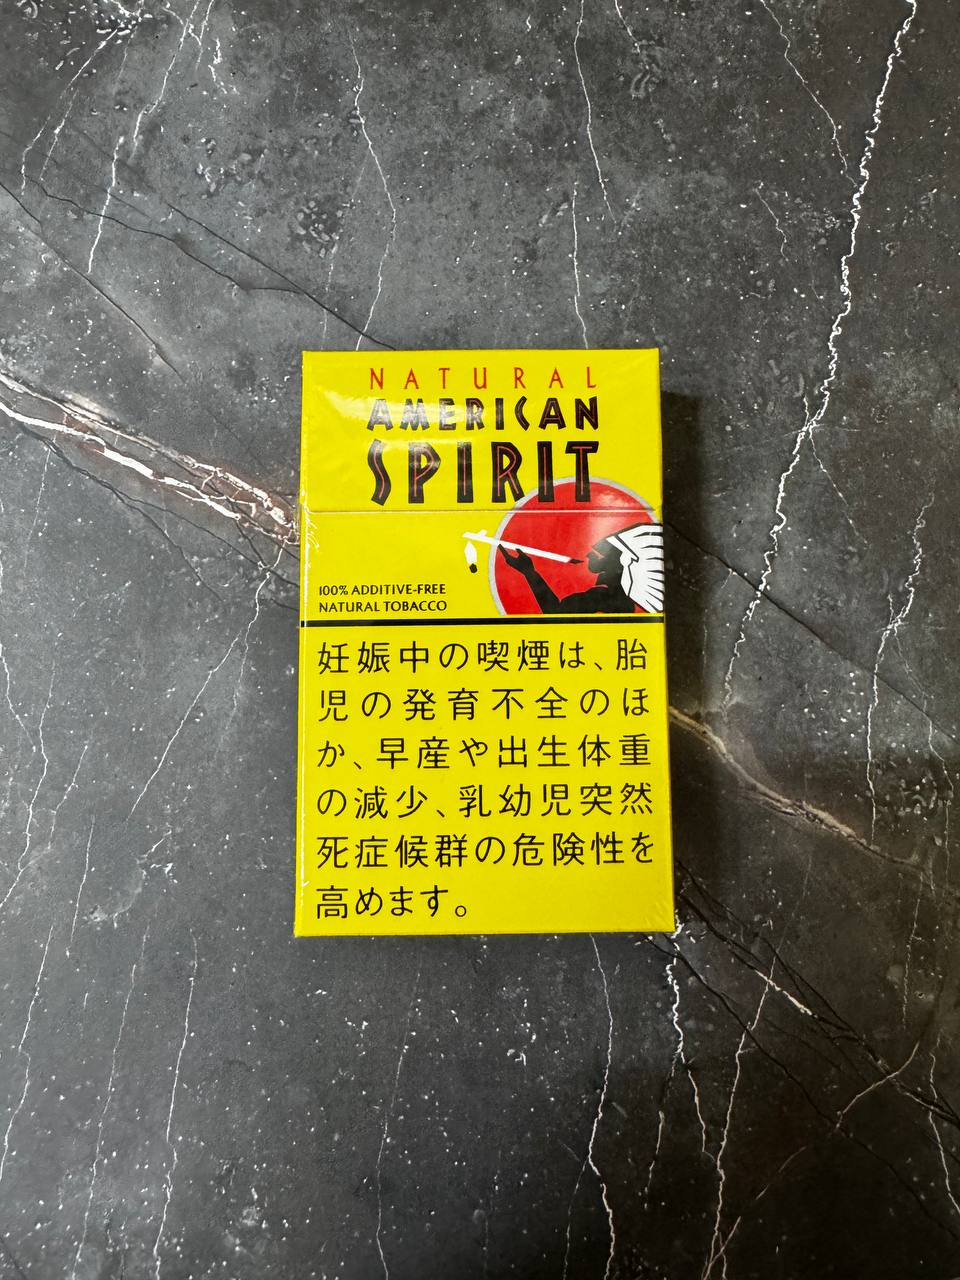 NATURAL
AMERICAN
SPIRIT
100% ADDITIVE-FREE
NATURAL TOBACCO
妊娠中の喫煙は、胎
児の発育不全のほ
か、早産や出生体重
の減少、乳幼児突然
死症候群の危険性を
高めます。